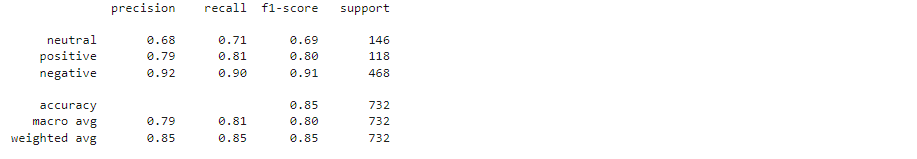 precision recall f1-score support
neutral 0.68 0.71 0.69 146
positive 0.79 0.81 0.80 118
negative 0.92 0.90 0.91 468
accuracy 0.85 732
macro avg 0.79 0.81 0.80 732
weighted avg 0.85 0.85 0.85 732